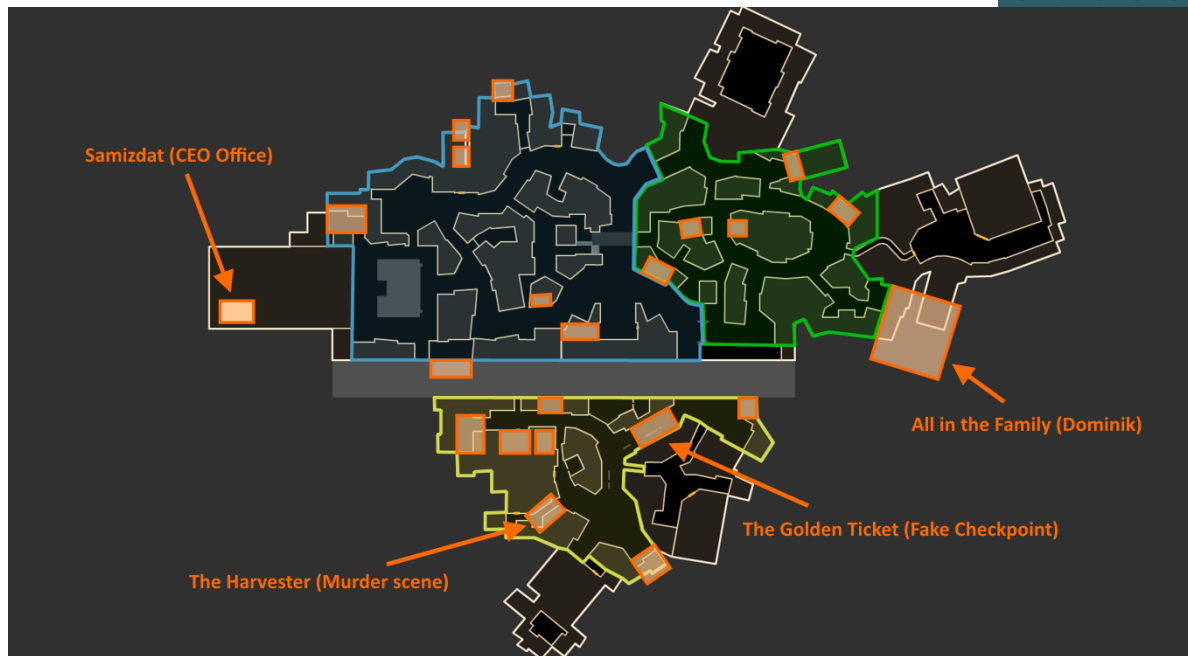 Samizdat (CEO Office)
All in the Family (Dominik)
The Golden Ticket (Fake Checkpoint)
The Harvester (Murder scene)